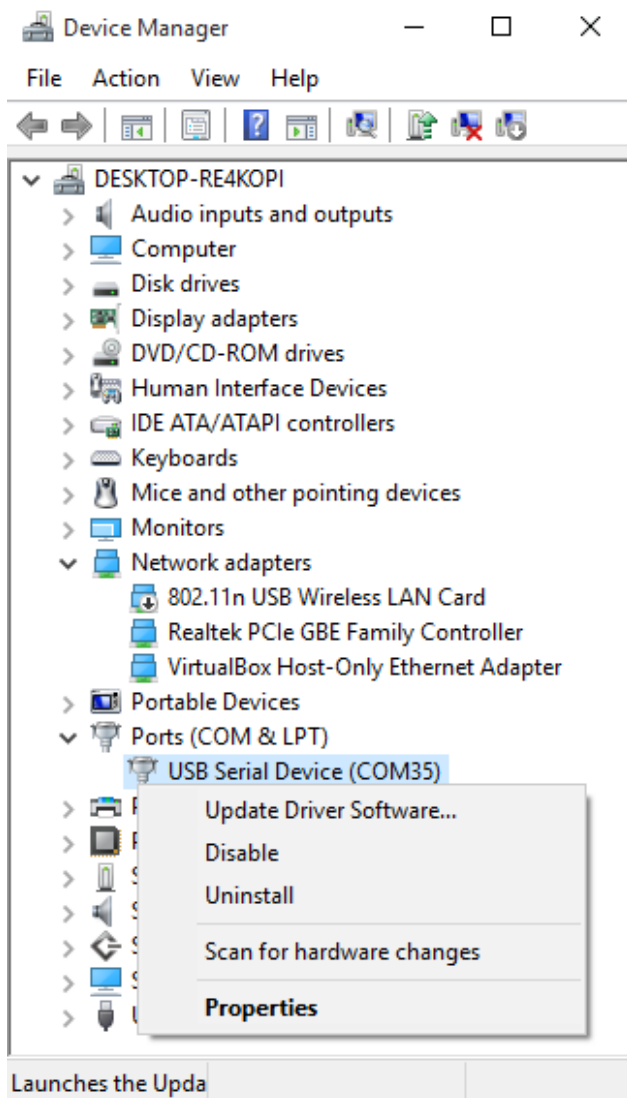 Device Manager
File Action View Help
DESKTOP-RE4KOPI
Audio inputs and outputs
Computer
Disk drives
Display adapters
DVD/CD-ROM drives
Human Interface Devices
IDE ATA/ATAPI controllers
Keyboards
Mice and other pointing devices
Monitors
Network adapters
802.11n USB Wireless LAN Card
Realtek PCIe GBE Family Controller
VirtualBox Host-Only Ethernet Adapter
Portable Devices
Ports (COM & LPT)
USB Serial Device (COM35)
Update Driver Software...
Disable
Uninstall
Scan for hardware changes
Properties
Launches the Upda